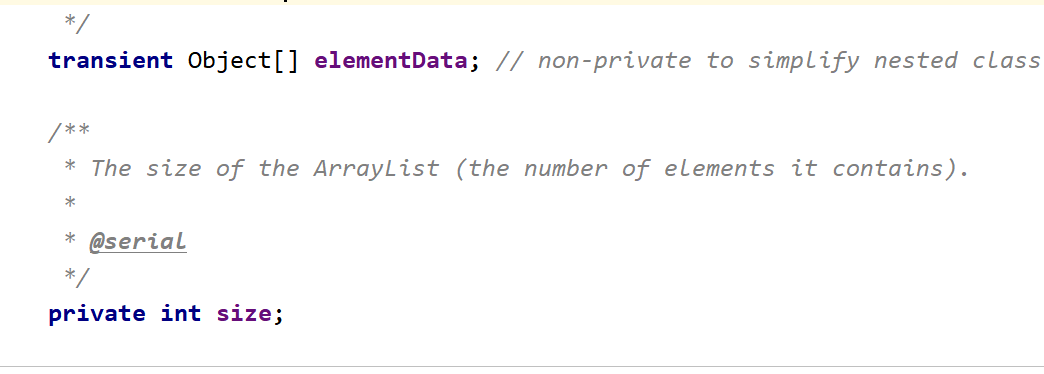 */
transient Object[] elementData; // non-private to simplify nested class
/**
* The size of the ArrayList (the number of elements it contains).
*
* @serial
*/
private int size;